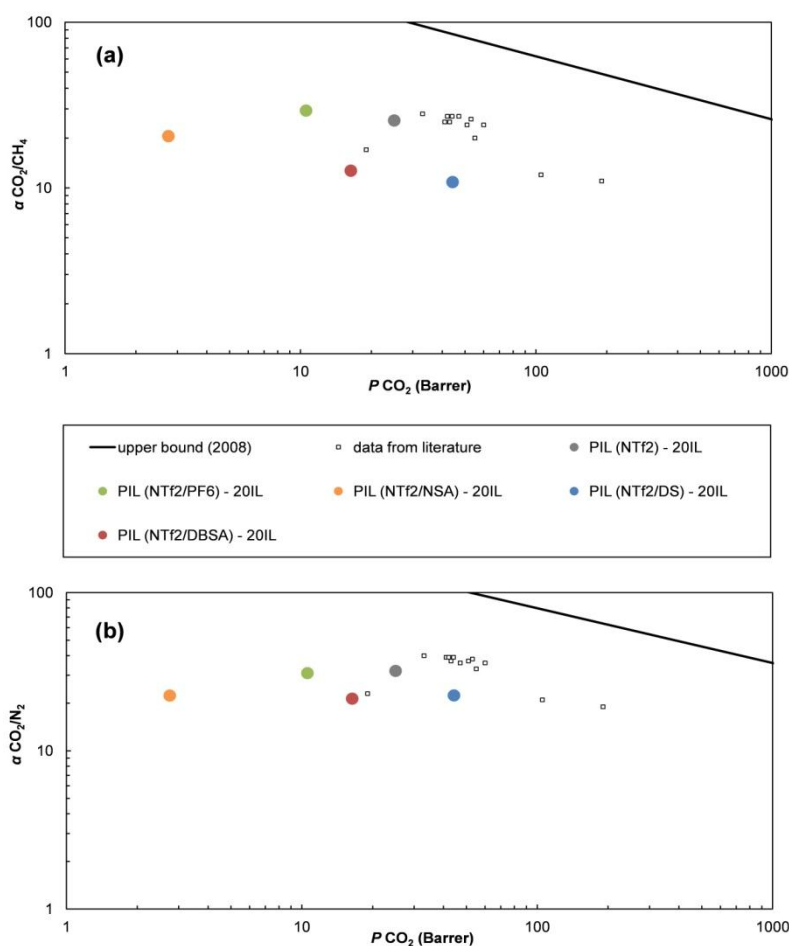 100
(a)
10
α CO₂/CH₄
1
1 10 100 1000
P CO₂ (Barrer)
upper bound (2008) data from literature PIL (NTf2) - 20IL
PIL (NTf2/PF6) - 20IL PIL (NTf2/NSA) - 20IL PIL (NTf2/DS) - 20IL
PIL (NTf2/DBSA) - 20IL
100
(b)
10
α CO₂/N₂
1
1 10 100 1000
P CO₂ (Barrer)